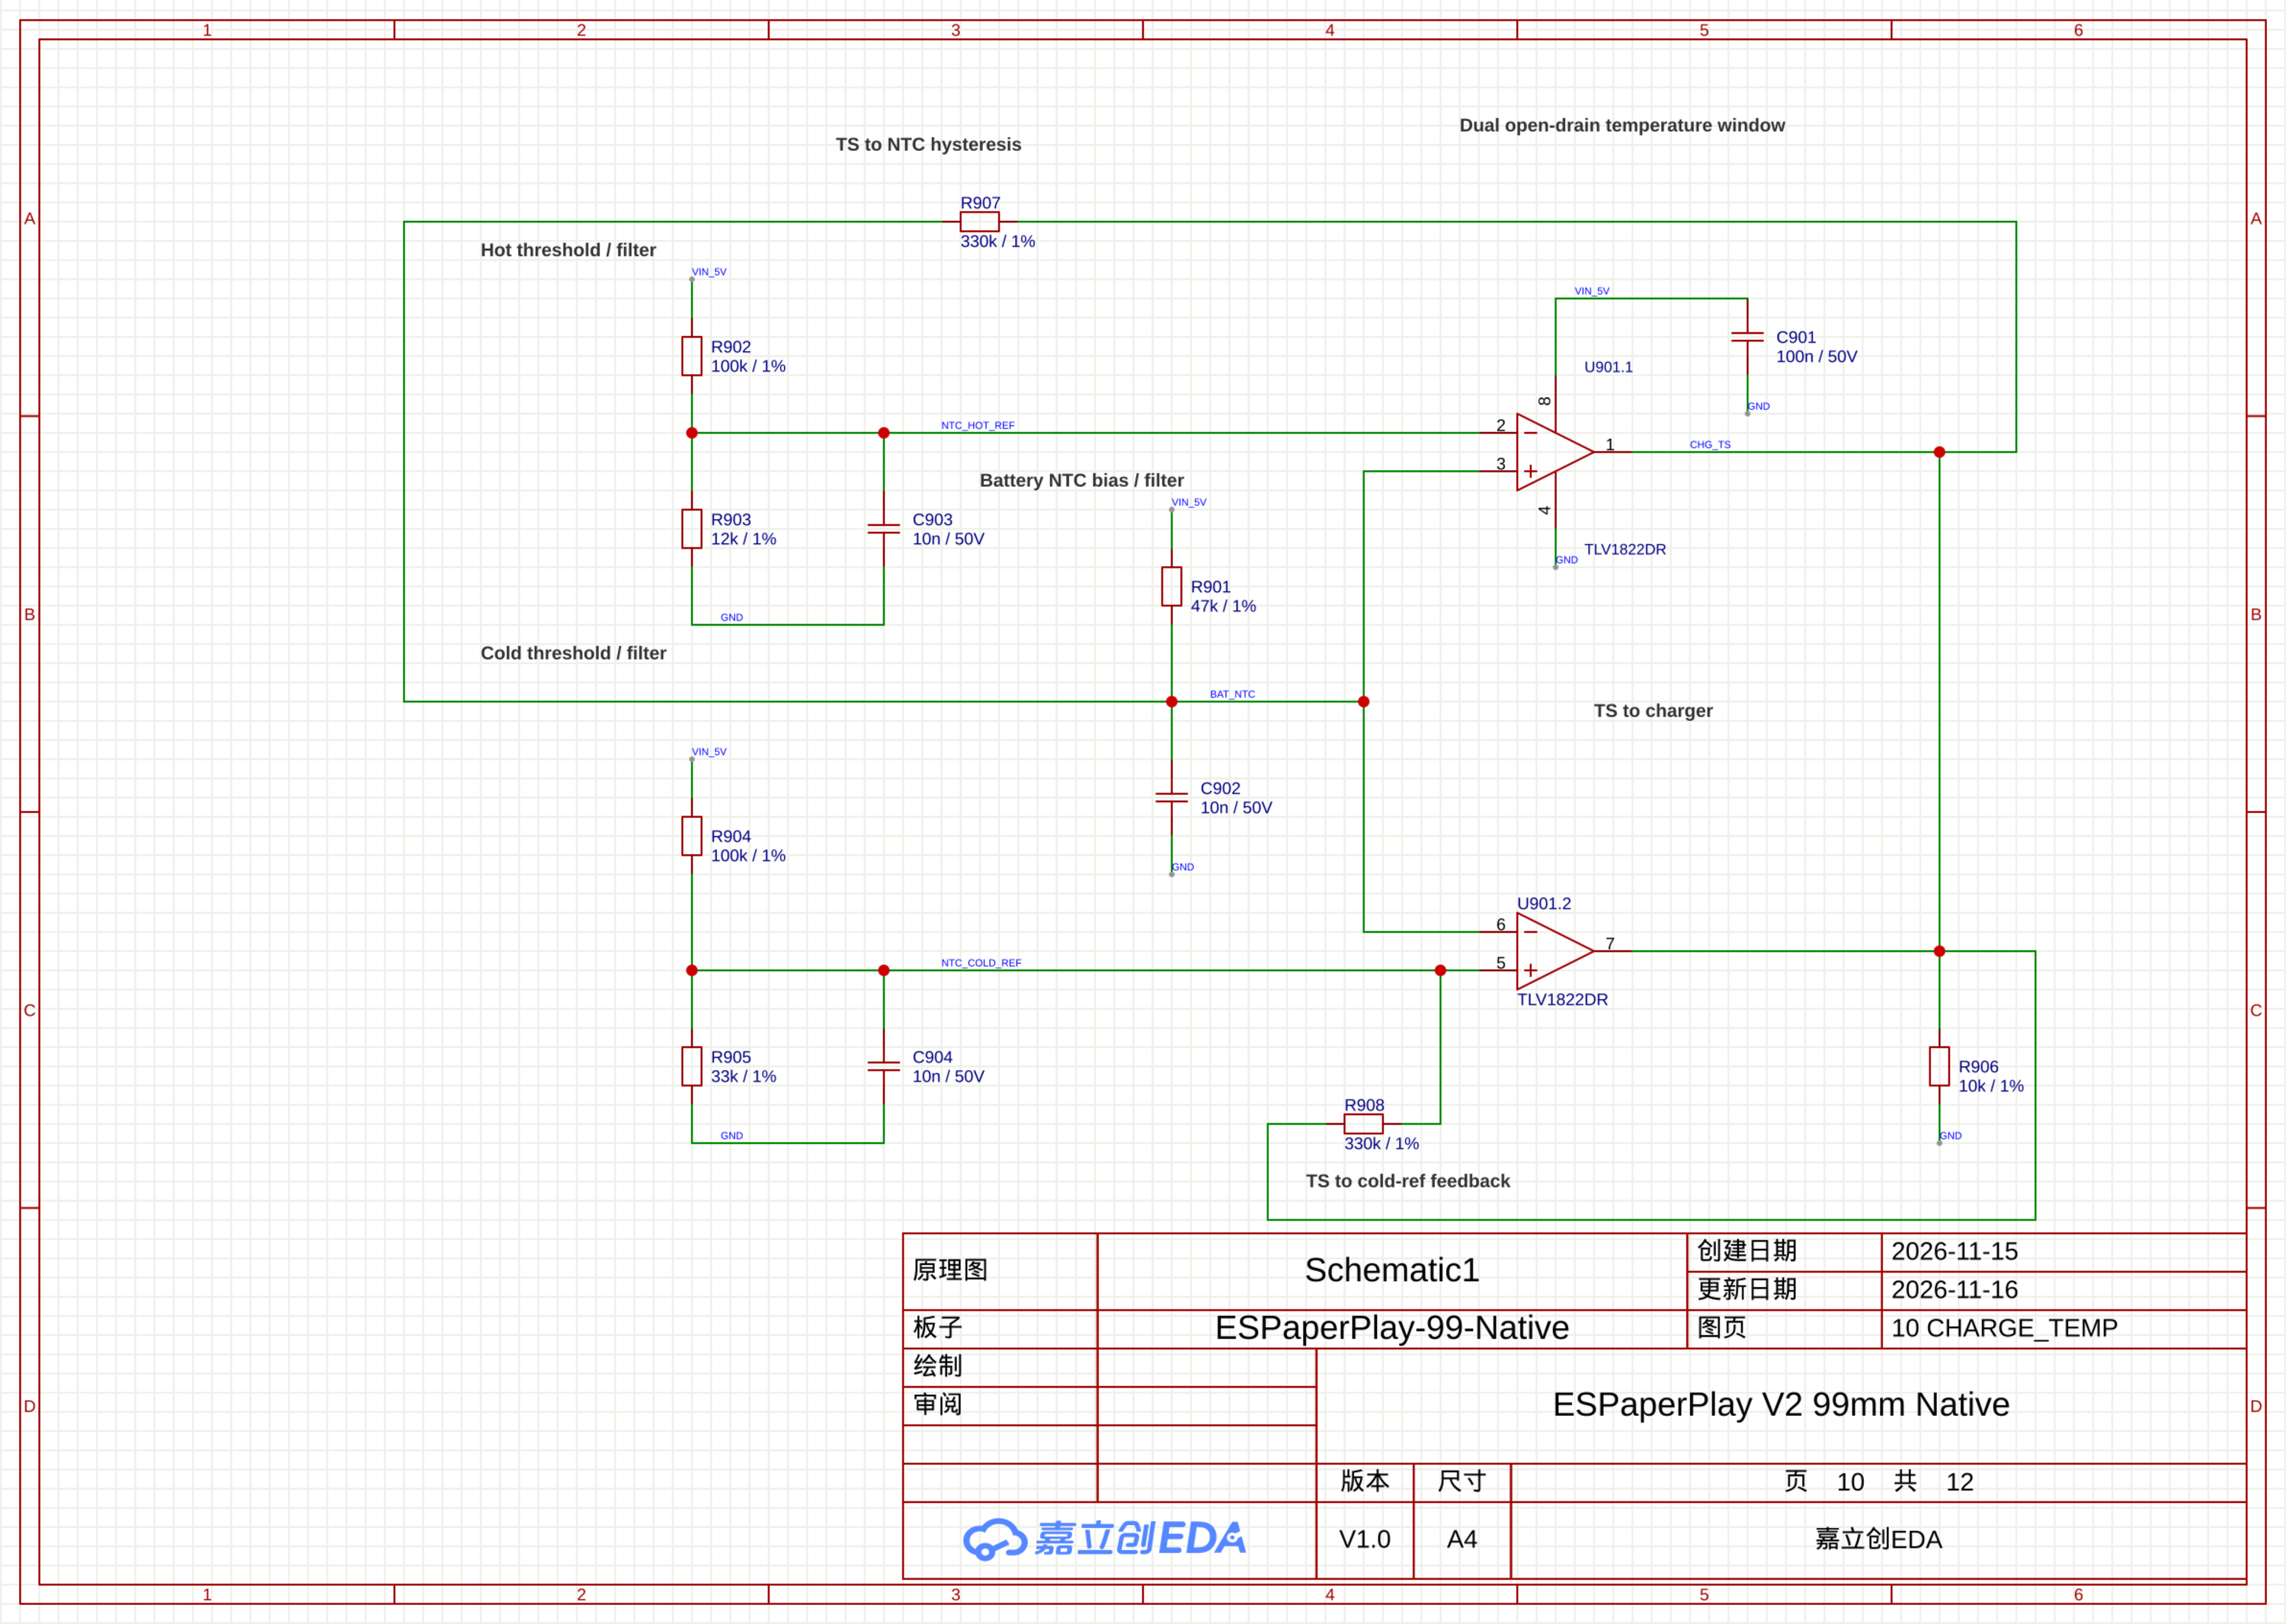 1 2 3 4 5 6
Dual open-drain temperature window
TS to NTC hysteresis
R907
330k / 1%
A A
Hot threshold / filter
VIN_5V
VIN_5V
R902
100k / 1%
C901
100n / 50V
U901.1
8
GND
NTC_HOT_REF
2
1
CHG_TS
3
Battery NTC bias / filter
VIN_5V
4
R903
12k / 1%
C903
10n / 50V
TLV1822DR
GND
R901
47k / 1%
B B
GND
Cold threshold / filter
BAT_NTC
TS to charger
VIN_5V
C902
10n / 50V
R904
100k / 1%
GND
U901.2
6
7
NTC_COLD_REF
5
TLV1822DR
C C
R905
33k / 1%
C904
10n / 50V
R906
10k / 1%
R908
330k / 1%
GND
GND
TS to cold-ref feedback
原理图
Schematic1
创建日期
2026-11-15
更新日期
2026-11-16
板子
ESPaperPlay-99-Native
图页
10 CHARGE_TEMP
绘制
审阅
ESPaperPlay V2 99mm Native
D D
版本
尺寸
页 10 共 12
嘉立创EDA
V1.0
A4
嘉立创EDA
1 2 3 4 5 6